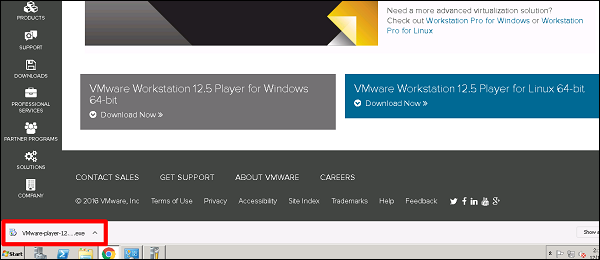 PRODUCTS
SUPPORT
DOWNLOADS
PROFESSIONAL
SERVICES
PARTNER PROGRAMS
SOLUTIONS
COMPANY
Need a more advanced virtualization solution?
Check out Workstation Pro for Windows or Workstation
Pro for Linux
VMware Workstation 12.5 Player for Windows
64-bit
Download Now »
VMware Workstation 12.5 Player for Linux 64-bit
Download Now »
CONTACT SALES GET SUPPORT ABOUT VMWARE CAREERS
© 2016 VMware, Inc Terms of Use Privacy Accessibility Site Index Trademarks Help Feedback
VMware-player-12....exe
Show a
Start